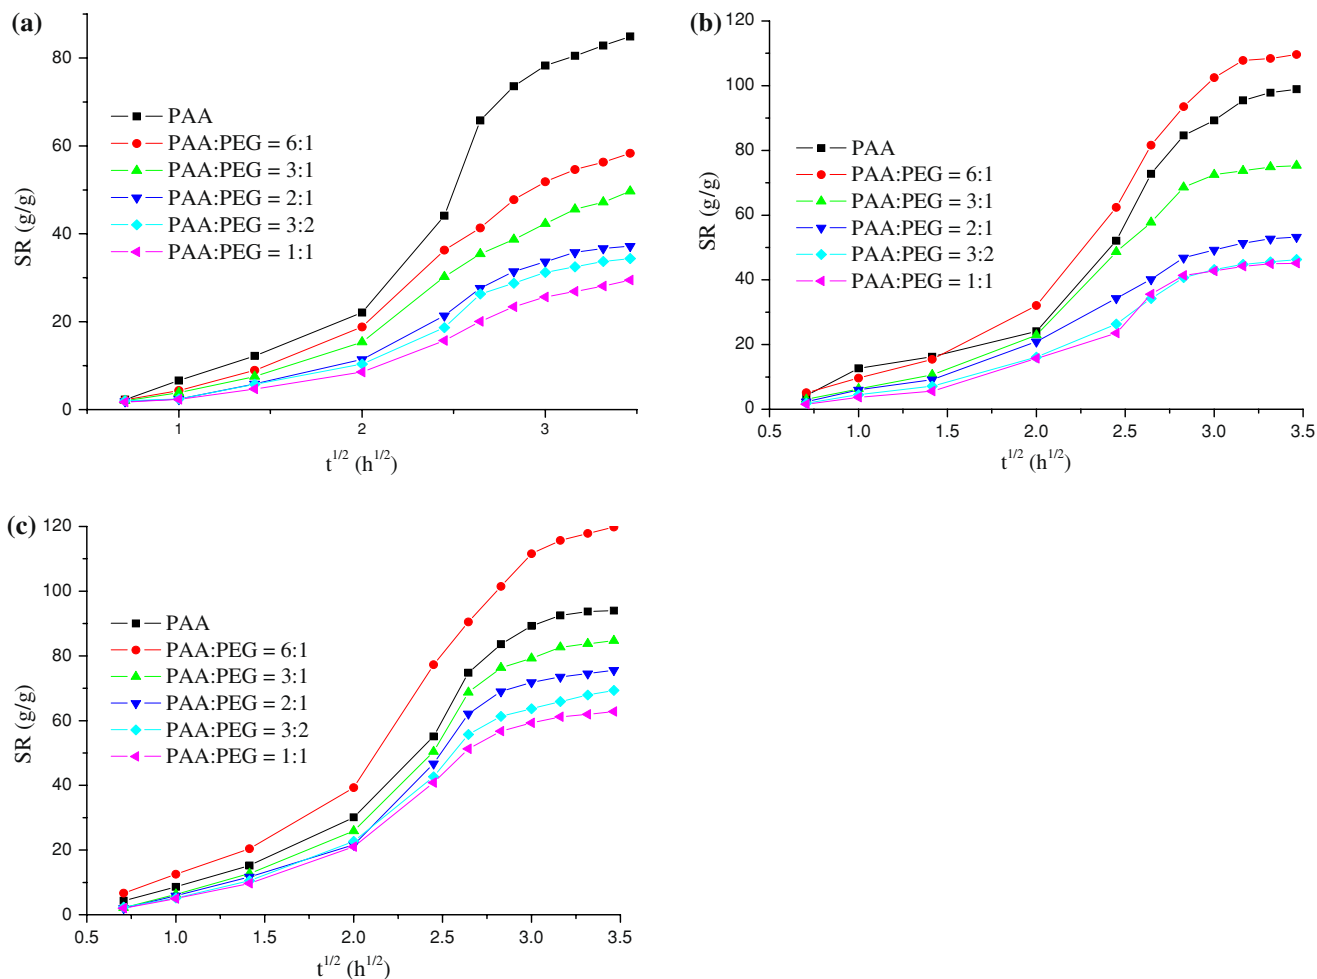 (a)
80
60
40
20
0
SR (g/g)
PAA
PAA:PEG = 6:1
PAA:PEG = 3:1
PAA:PEG = 2:1
PAA:PEG = 3:2
PAA:PEG = 1:1
1 2 3
t^1/2 (h^1/2)
(b)
120
100
80
60
40
20
0
SR (g/g)
PAA
PAA:PEG = 6:1
PAA:PEG = 3:1
PAA:PEG = 2:1
PAA:PEG = 3:2
PAA:PEG = 1:1
0.5 1.0 1.5 2.0 2.5 3.0 3.5
t^1/2 (h^1/2)
(c)
120
100
80
60
40
20
0
SR (g/g)
PAA
PAA:PEG = 6:1
PAA:PEG = 3:1
PAA:PEG = 2:1
PAA:PEG = 3:2
PAA:PEG = 1:1
0.5 1.0 1.5 2.0 2.5 3.0 3.5
t^1/2 (h^1/2)